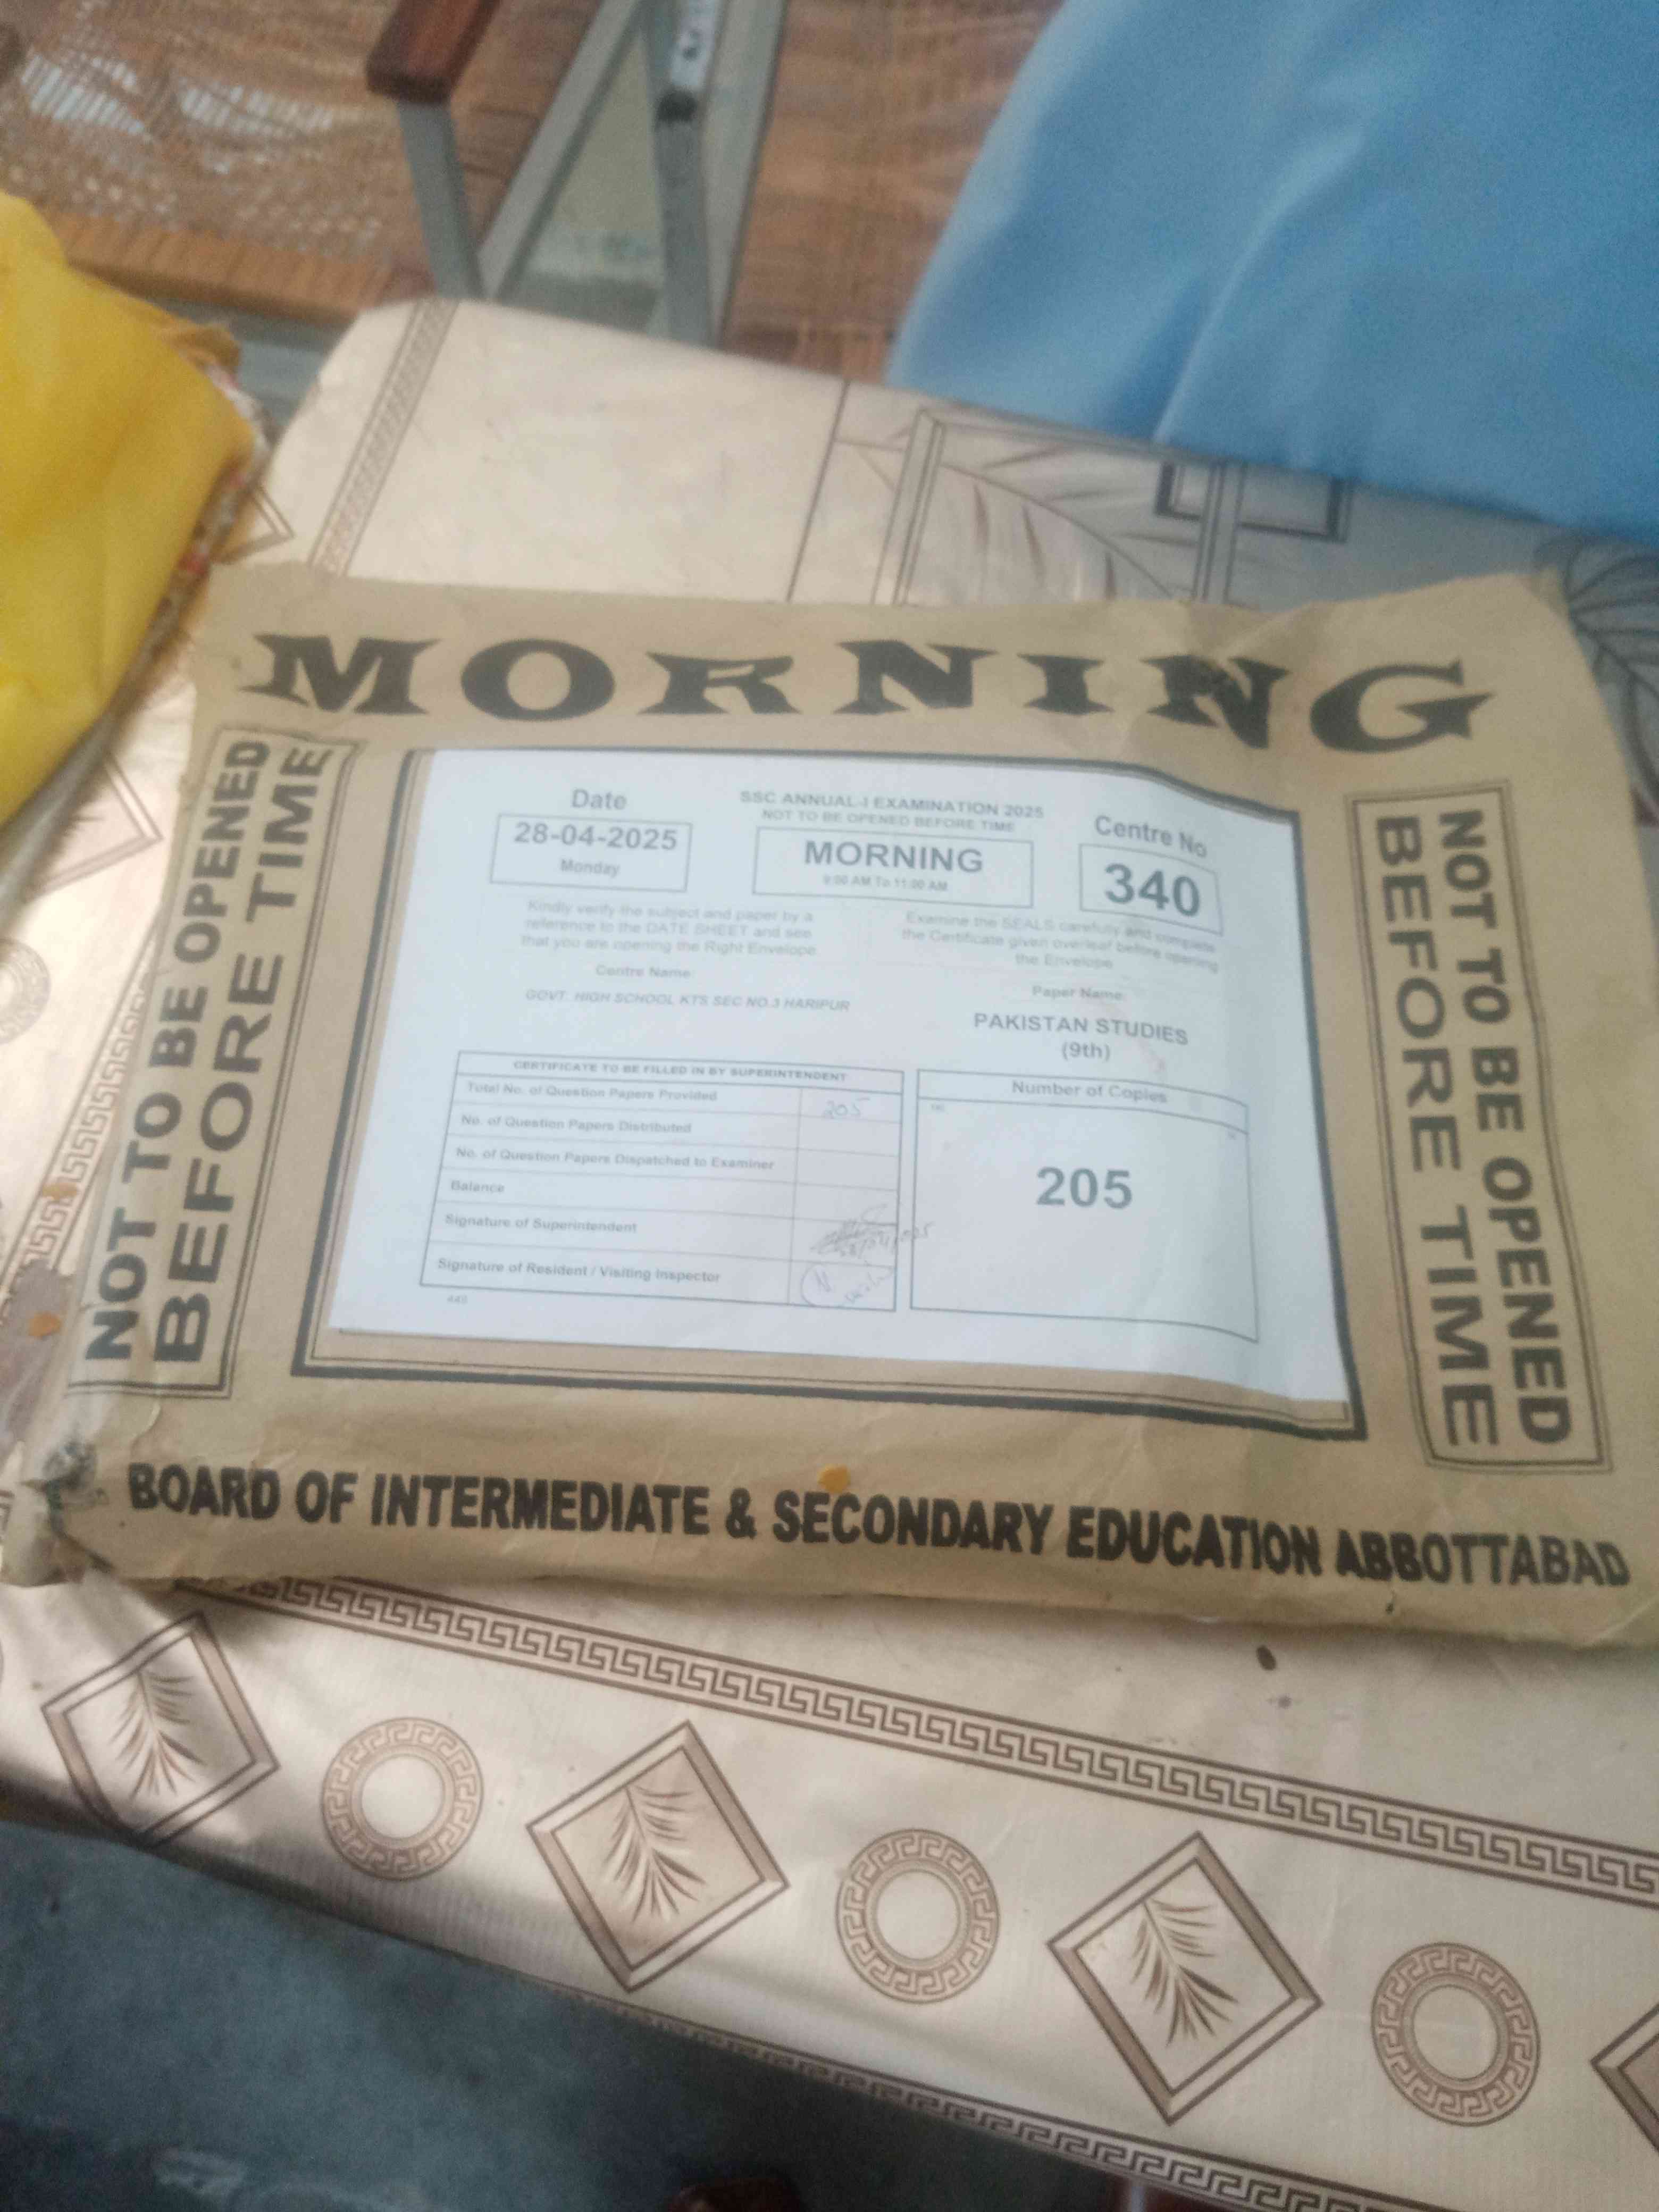 MORNING
NOT TO BE OPENED
BEFORE TIME
Date
28-04-2025
Monday
SSC ANNUAL-I EXAMINATION 2025
NOT TO BE OPENED BEFORE TIME
MORNING
9:00 AM To 11:00 AM
Centre No
340
Kindly verify the subject and paper by a
reference to the DATE SHEET and see
that you are opening the Right Envelope
Examine the SEALS carefully and complete
the Certificate given overleaf before opening
the Envelope
Centre Name:
GOVT. HIGH SCHOOL KTS SEC NO.3 HARIPUR
Paper Name:
PAKISTAN STUDIES
(9th)
CERTIFICATE TO BE FILLED IN BY SUPERINTENDENT
Total No. of Question Papers Provided 205
No. of Question Papers Distributed
No. of Question Papers Dispatched to Examiner
Balance
Signature of Superintendent
Signature of Resident / Visiting Inspector
Number of Copies
205
NOT TO BE OPENED
BEFORE TIME
BOARD OF INTERMEDIATE & SECONDARY EDUCATION ABBOTTABAD